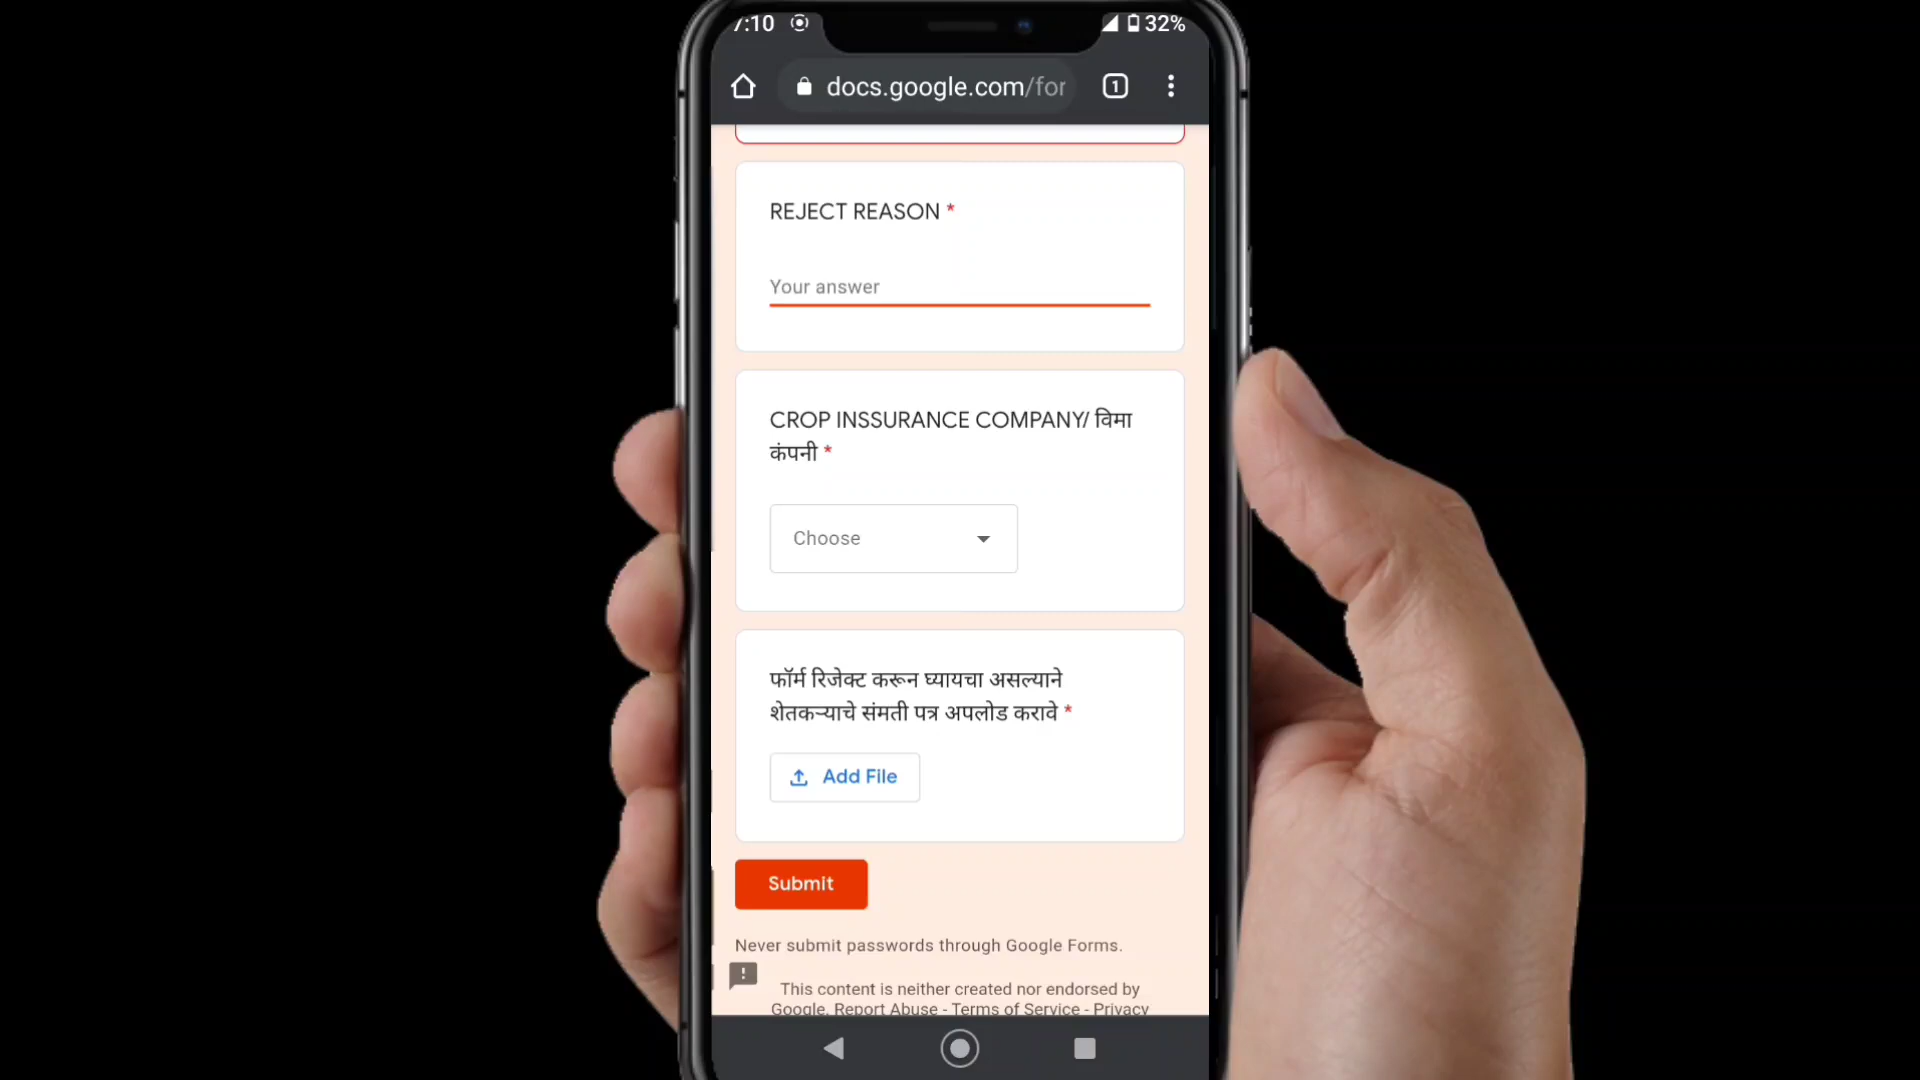 7:10
32%
docs.google.com/for
1
REJECT REASON *
Your answer
CROP INSSURANCE COMPANY/ विमा
कंपनी *
Choose
फॉर्म रिजेक्ट करून घ्यायचा असल्याने
शेतकऱ्याचे संमती पत्र अपलोड करावे *
Add File
Submit
Never submit passwords through Google Forms.
This content is neither created nor endorsed by
Google. Report Abuse - Terms of Service - Privacy